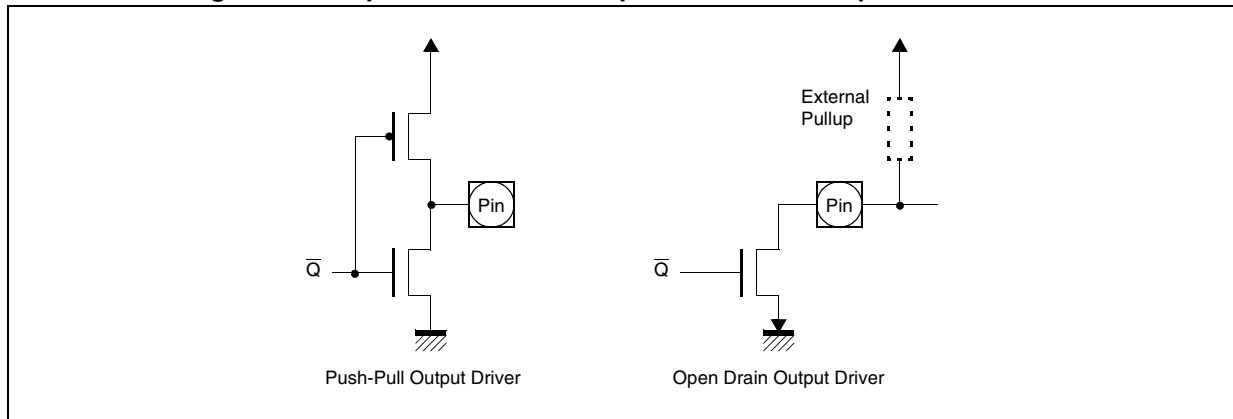 External
Pullup
Pin
Pin
Q̅
Q̅
Push-Pull Output Driver
Open Drain Output Driver